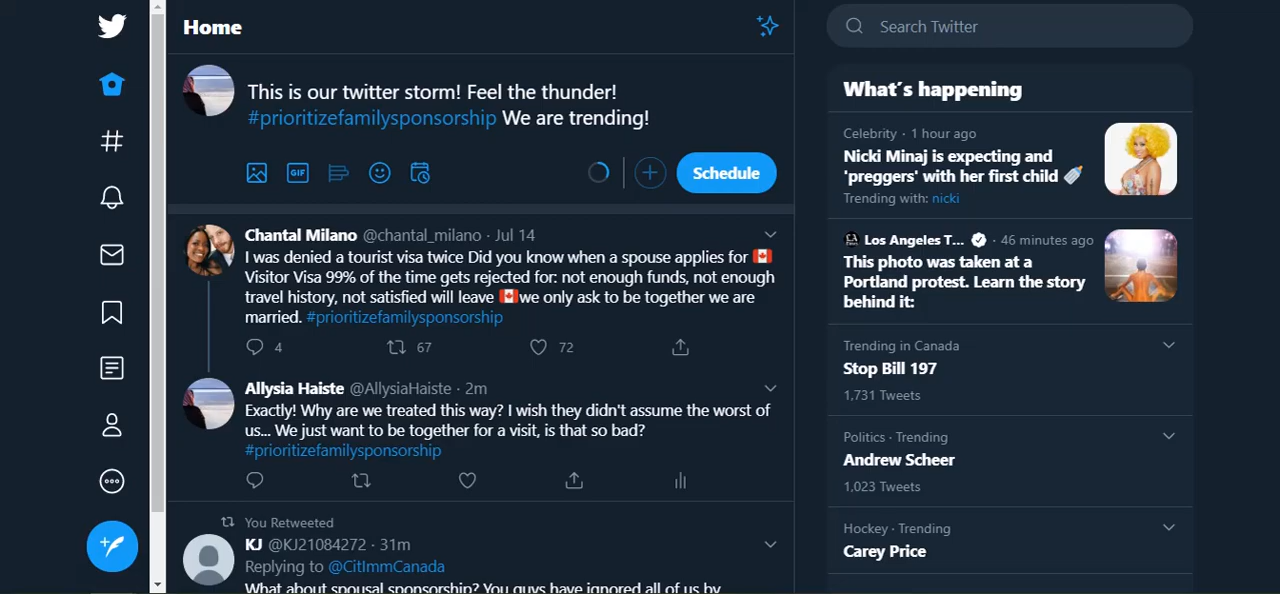 Home
This is our twitter storm! Feel the thunder!
#prioritizefamilysponsorship We are trending!
GIF
Schedule
Chantal Milano @chantal_milano · Jul 14
I was denied a tourist visa twice Did you know when a spouse applies for 🇨🇦
Visitor Visa 99% of the time gets rejected for: not enough funds, not enough
travel history, not satisfied will leave 🇨🇦we only ask to be together we are
married. #prioritizefamilysponsorship
4 67 72
Allysia Haiste @AllysiaHaiste · 2m
Exactly! Why are we treated this way? I wish they didn't assume the worst of
us... We just want to be together for a visit, is that so bad?
#prioritizefamilysponsorship
You Retweeted
KJ @KJ21084272 · 31m
Replying to @CitImmCanada
What about spousal sponsorship? You guys have ignored all of us by
Search Twitter
What's happening
Celebrity · 1 hour ago
Nicki Minaj is expecting and
'preggers' with her first child 🍼
Trending with: nicki
Los Angeles T... · 46 minutes ago
This photo was taken at a
Portland protest. Learn the story
behind it:
Trending in Canada
Stop Bill 197
1,731 Tweets
Politics · Trending
Andrew Scheer
1,023 Tweets
Hockey · Trending
Carey Price